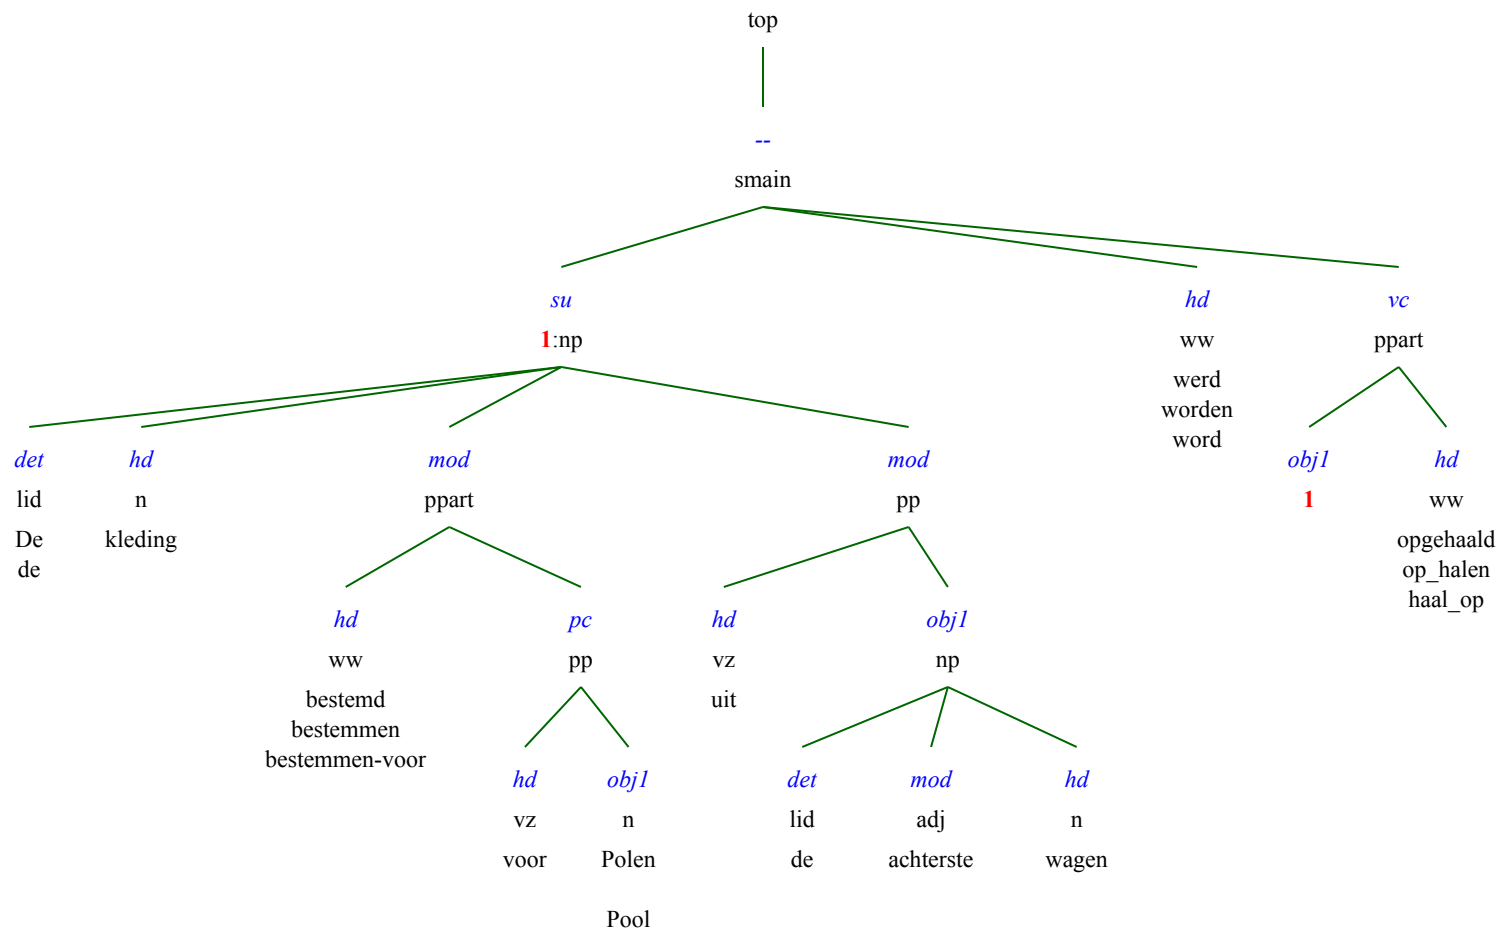 top
--
smain
su hd vc
1:np ww ppart
werd
worden
word
det hd mod mod obj1 hd
lid n ppart pp 1 ww
De kleding opgehaald
de op_halen
haal_op
hd pc hd obj1
ww pp vz np
bestemd uit
bestemmen
bestemmen-voor
hd obj1 det mod hd
vz n lid adj n
voor Polen de achterste wagen
Pool